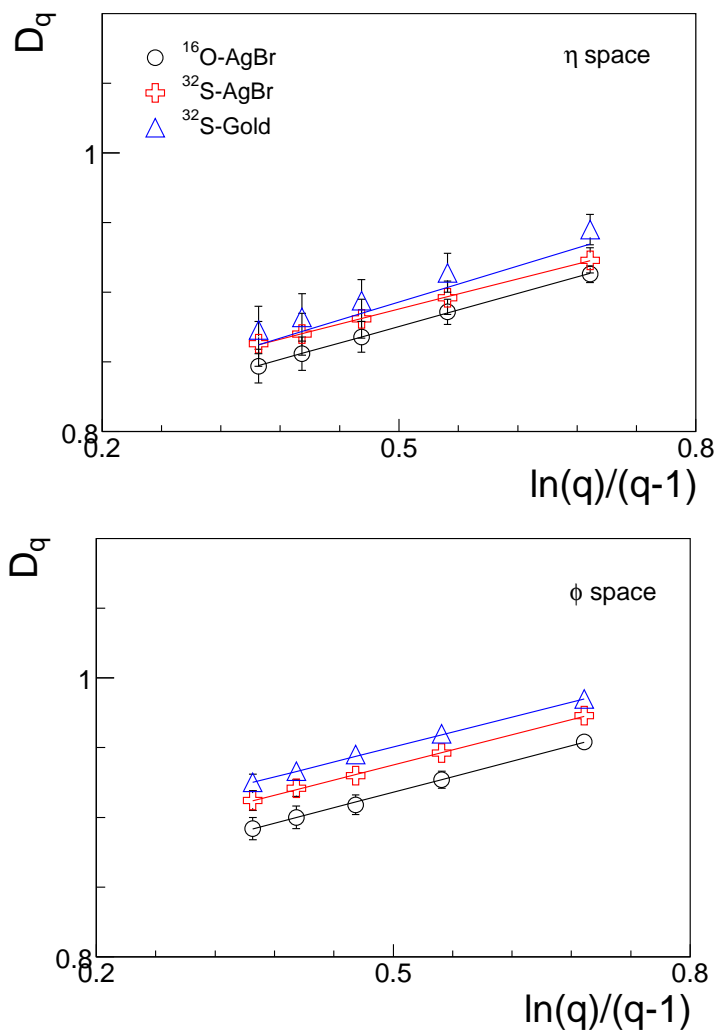 D_q
^16O-AgBr
^32S-AgBr
^32S-Gold
η space
1
0.8
0.2
0.5
0.8
ln(q)/(q-1)
D_q
ϕ space
1
0.8
0.2
0.5
0.8
ln(q)/(q-1)